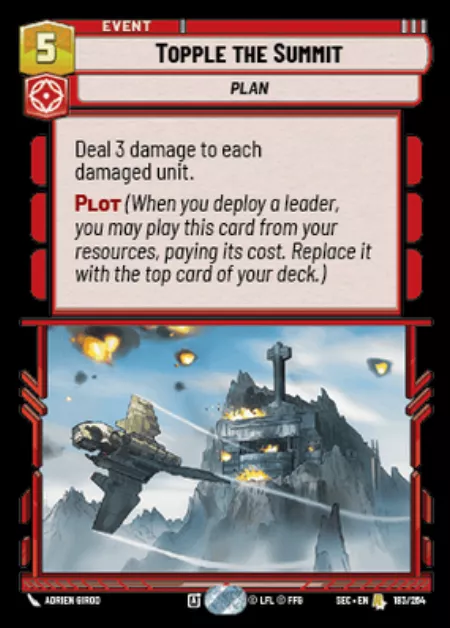 EVENT
5
TOPPLE THE SUMMIT
PLAN
Deal 3 damage to each
damaged unit.
PLOT (When you deploy a leader,
you may play this card from your
resources, paying its cost. Replace it
with the top card of your deck.)
ADRIEN GIROD
A
© LFL © FFG
SEC • EN
183/264